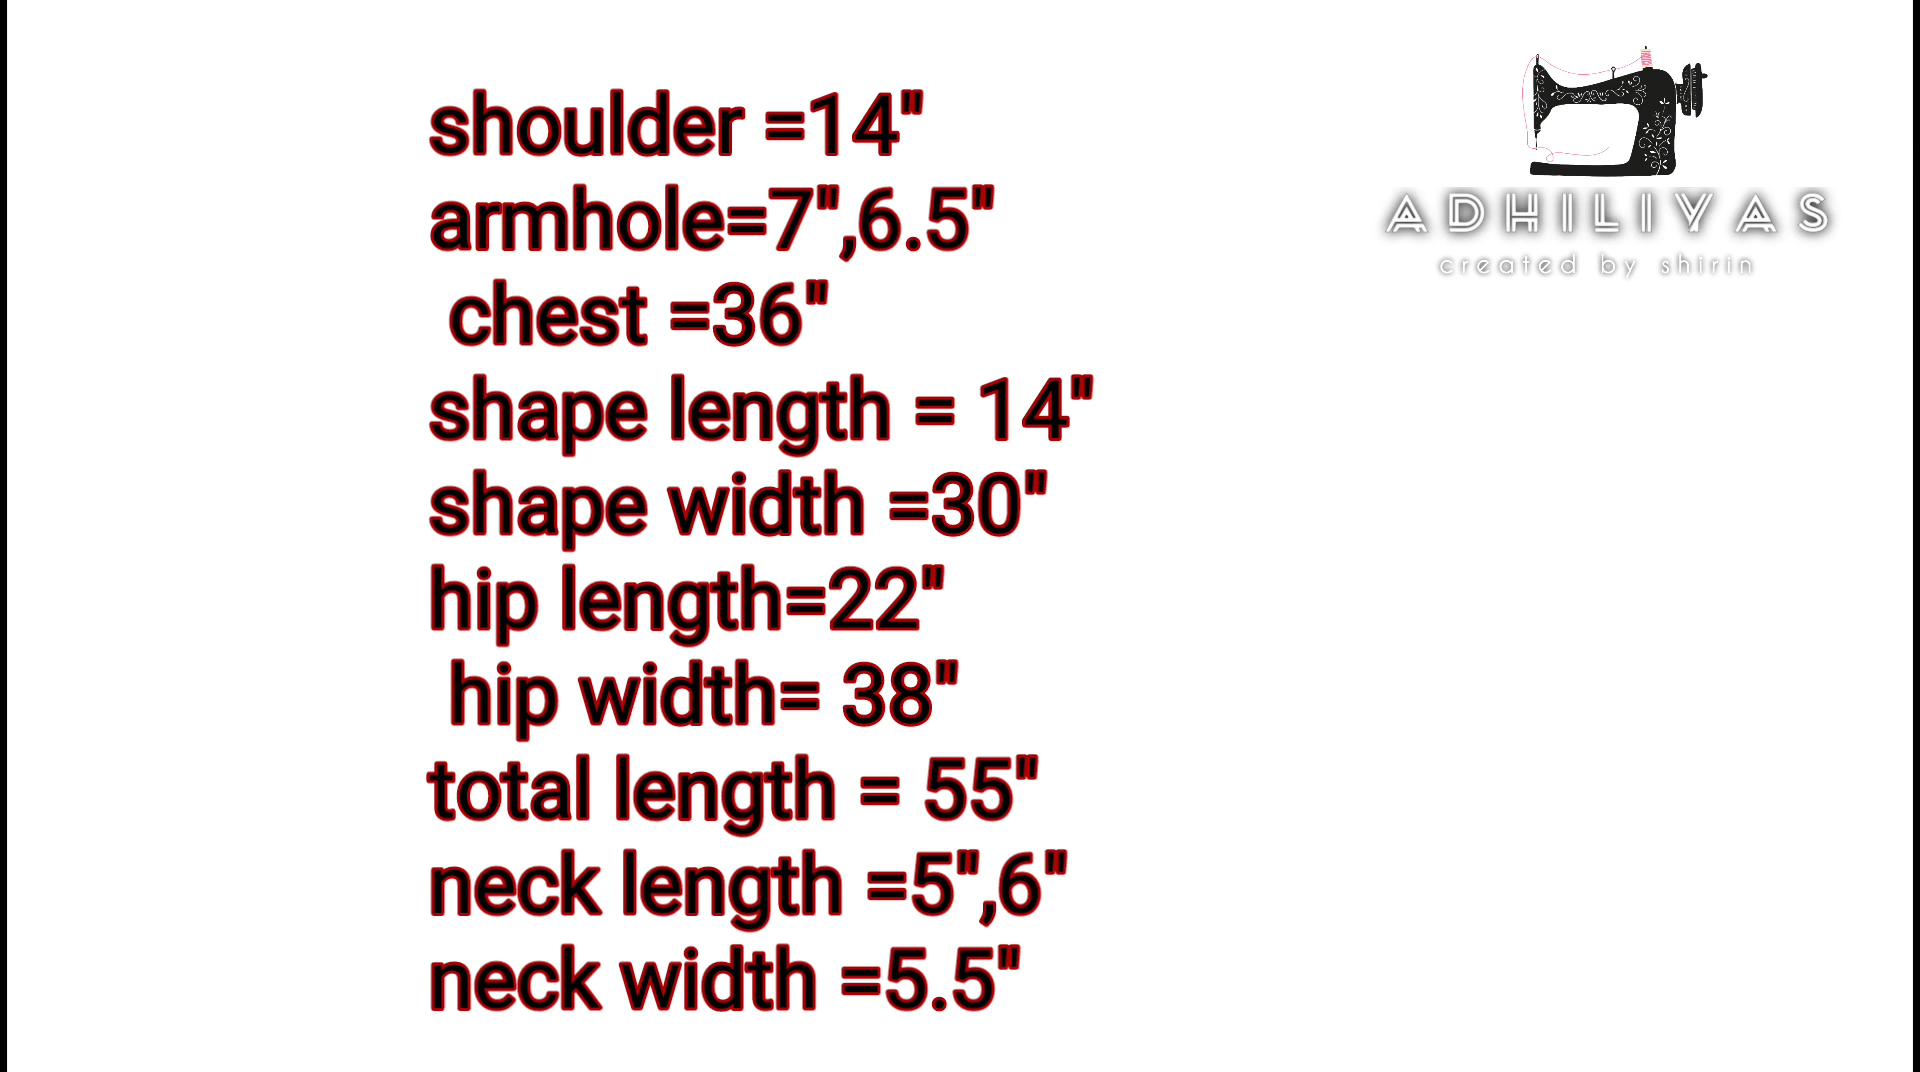 shoulder =14"
armhole=7",6.5"
chest =36"
shape length = 14"
shape width =30"
hip length=22"
hip width= 38"
total length = 55"
neck length =5",6"
neck width =5.5"
ADHILIYAS
created by shirin